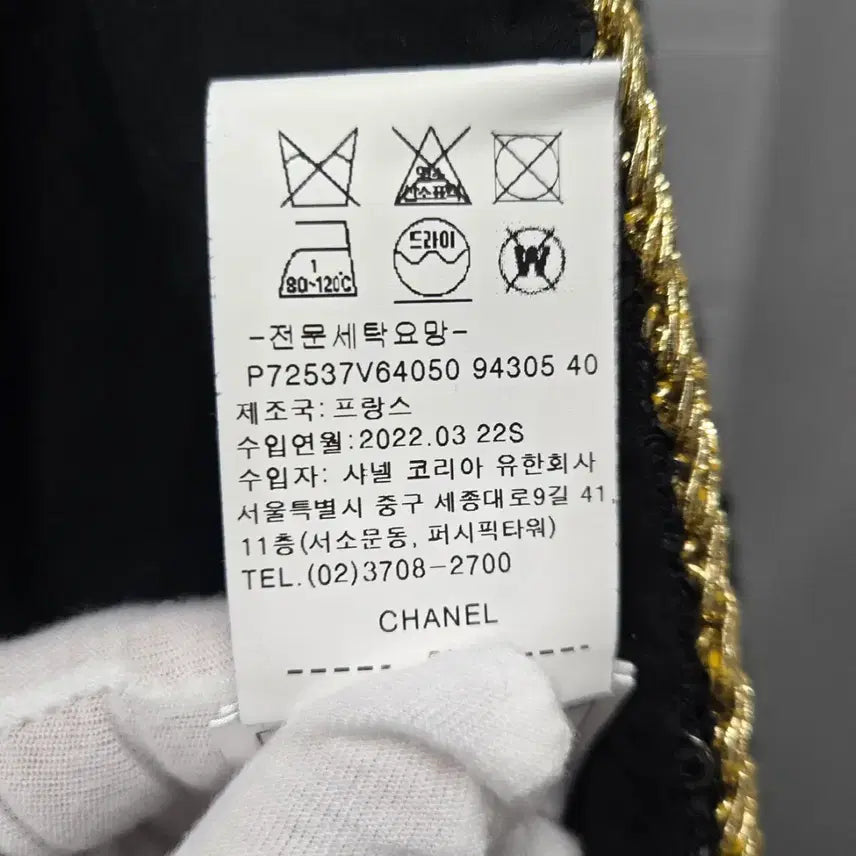 염소
산소표백
드라이
1
80~120℃
W
-전문세탁요망-
P72537V64050 94305 40
제조국: 프랑스
수입연월:2022.03 22S
수입자: 샤넬 코리아 유한회사
서울특별시 중구 세종대로9길 41,
11층(서소문동, 퍼시픽타워)
TEL.(02)3708-2700
CHANEL